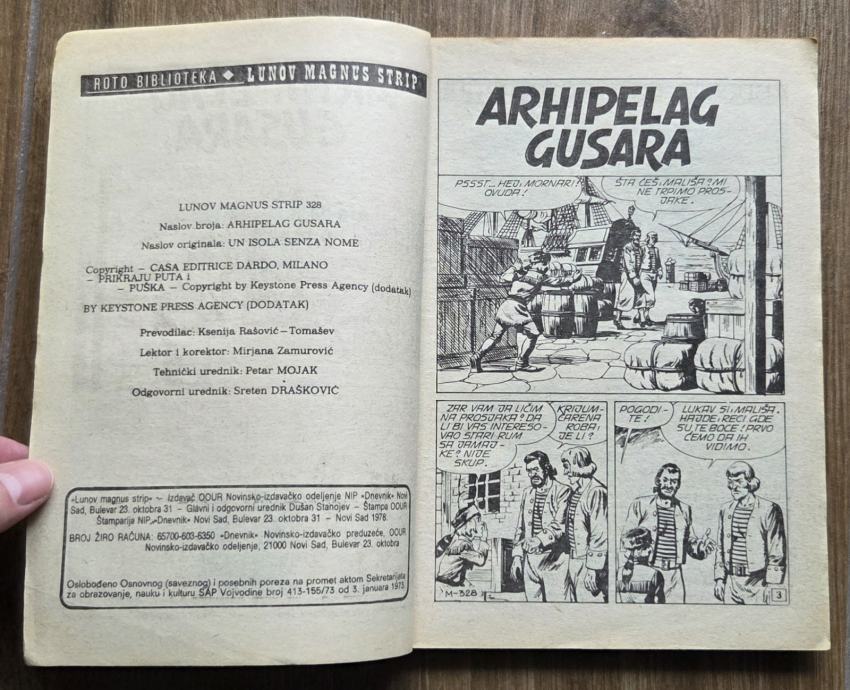 ROTO BIBLIOTEKA ◆ LUNOV MAGNUS STRIP
LUNOV MAGNUS STRIP 328
Naslov broja: ARHIPELAG GUSARA
Naslov originala: UN ISOLA SENZA NOME
Copyright – CASA EDITRICE DARDO, MILANO
– PRIKRAJU PUTA I
– PUŠKA – Copyright by Keystone Press Agency (dodatak)
BY KEYSTONE PRESS AGENCY (DODATAK)
Prevodilac: Ksenija Rašović – Tomašev
Lektor i korektor: Mirjana Zamurović
Tehnički urednik: Petar MOJAK
Odgovorni urednik: Sreten DRAŠKOVIĆ
»Lunov magnus strip« – Izdavač OOUR Novinsko-izdavačko odeljenje NIP »Dnevnik« Novi
Sad, Bulevar 23. oktobra 31 – Glavni i odgovorni urednik Dušan Stanojev – Štampa OOUR
Štamparija NIP »Dnevnik« Novi Sad, Bulevar 23. oktobra 31 – Novi Sad 1978.
BROJ ŽIRO RAČUNA: 65700-603-6350 »Dnevnik« Novinsko-izdavačko preduzeće, OOUR
Novinsko-izdavačko odeljenje, 21000 Novi Sad, Bulevar 23. oktobra
Oslobođeno Osnovnog (saveznog) i posebnih poreza na promet aktom Sekretarijata
za obrazovanje, nauku i kulturu SAP Vojvodine broj 413-155/73 od 3. januara 1973.
ARHIPELAG
GUSARA
PSSST... HEJ, MORNARI!
OVUDA!
ŠTA ĆEŠ, MALIŠA? MI
NE TRPIMO PROS-
JAKE.
ZAR VAM JA LIČIM
NA PROSJAKA? DA
LI BI VAS INTERESO-
VAO STARI RUM
SA JAMAJ-
KE? NIJE
SKUP.
KRIJUM-
ČARENA
ROBA,
JE LI?
POGODI-
TE!
LUKAV SI, MALIŠA.
HAJDE, RECI GDE
SU TE BOCE! PRVO
ĆEMO DA IH
VIDIMO.
M-328
3